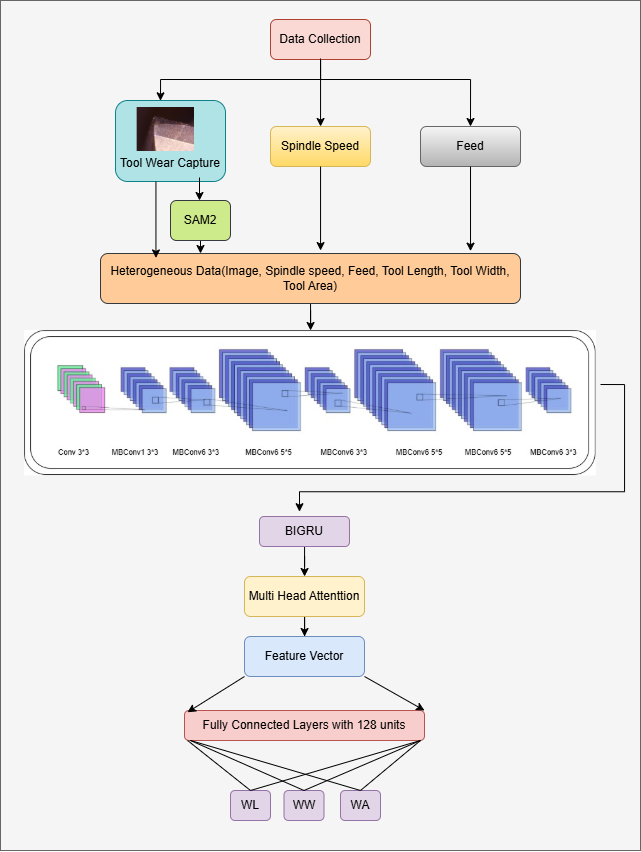 Data Collection
Tool Wear Capture
Spindle Speed
Feed
SAM2
Heterogeneous Data(Image, Spindle speed, Feed, Tool Length, Tool Width,
Tool Area)
Conv 3*3
MBConv1 3*3
MBConv6 3*3
MBConv6 5*5
MBConv6 3*3
MBConv6 5*5
MBConv6 5*5
MBConv6 3*3
BIGRU
Multi Head Attenttion
Feature Vector
Fully Connected Layers with 128 units
WL
WW
WA